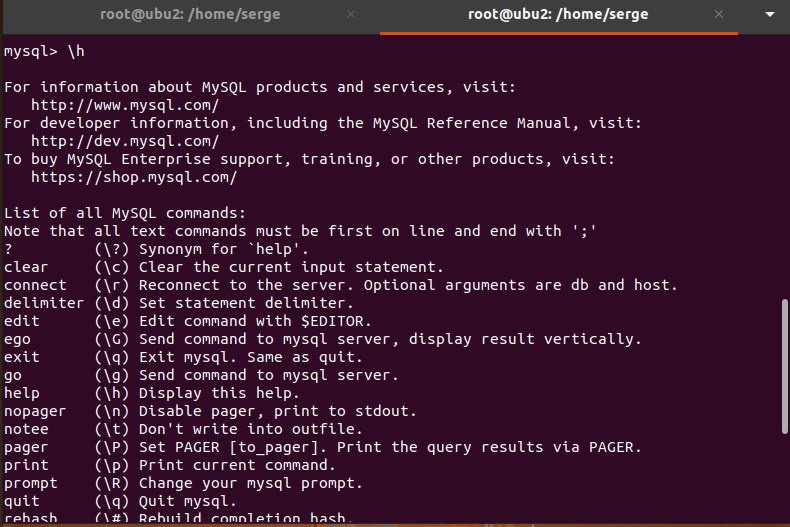 root@ubu2: /home/serge × root@ubu2: /home/serge ×
mysql> \h
For information about MySQL products and services, visit:
   http://www.mysql.com/
For developer information, including the MySQL Reference Manual, visit:
   http://dev.mysql.com/
To buy MySQL Enterprise support, training, or other products, visit:
   https://shop.mysql.com/
List of all MySQL commands:
Note that all text commands must be first on line and end with ';'
?         (\?) Synonym for `help'.
clear     (\c) Clear the current input statement.
connect   (\r) Reconnect to the server. Optional arguments are db and host.
delimiter (\d) Set statement delimiter.
edit      (\e) Edit command with $EDITOR.
ego       (\G) Send command to mysql server, display result vertically.
exit      (\q) Exit mysql. Same as quit.
go        (\g) Send command to mysql server.
help      (\h) Display this help.
nopager   (\n) Disable pager, print to stdout.
notee     (\t) Don't write into outfile.
pager     (\P) Set PAGER [to_pager]. Print the query results via PAGER.
print     (\p) Print current command.
prompt    (\R) Change your mysql prompt.
quit      (\q) Quit mysql.
rehash    (\#) Rebuild completion hash.